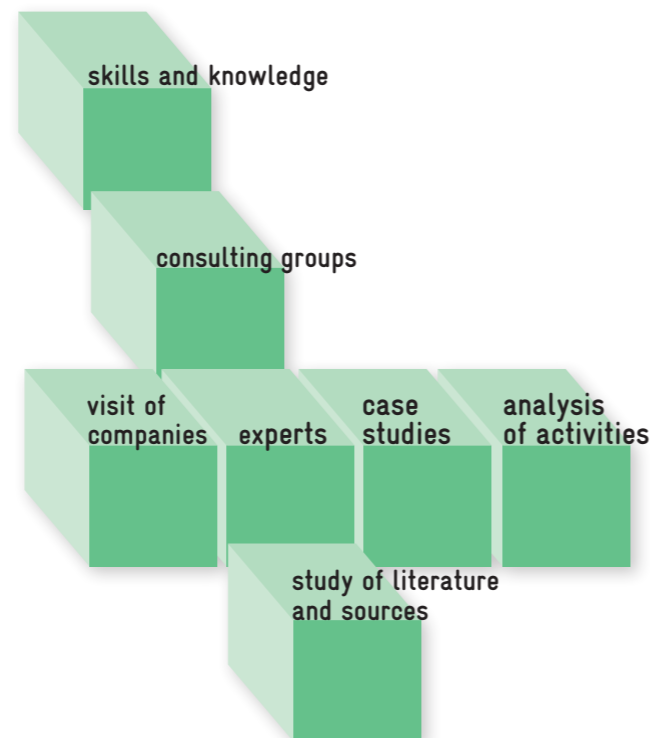 skills and knowledge
consulting groups
visit of
companies
experts
case
studies
analysis
of activities
study of literature
and sources